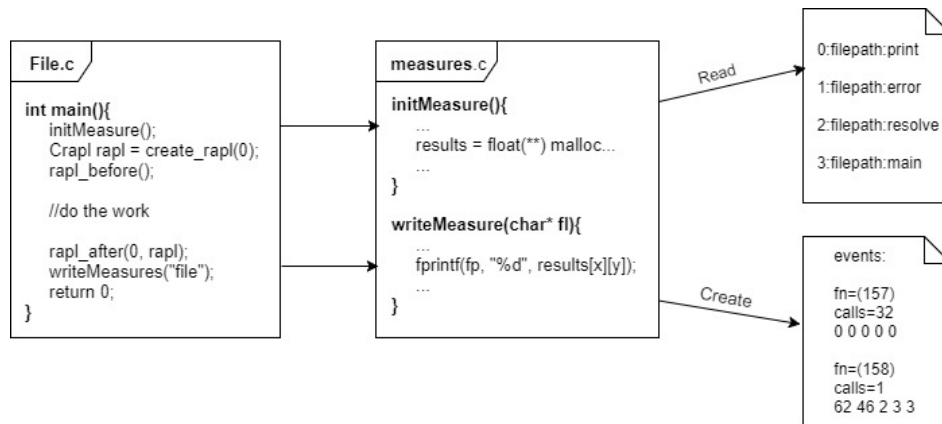 File.c
int main(){
initMeasure();
Crapl rapl = create_rapl(0);
rapl_before();
//do the work
rapl_after(0, rapl);
writeMeasures("file");
return 0;
}
measures.c
initMeasure(){
...
results = float(**) malloc...
...
}
writeMeasure(char* fl){
...
fprintf(fp, "%d", results[x][y]);
...
}
Read
Create
0:filepath:print
1:filepath:error
2:filepath:resolve
3:filepath:main
events:
fn=(157)
calls=32
0 0 0 0 0
fn=(158)
calls=1
62 46 2 3 3